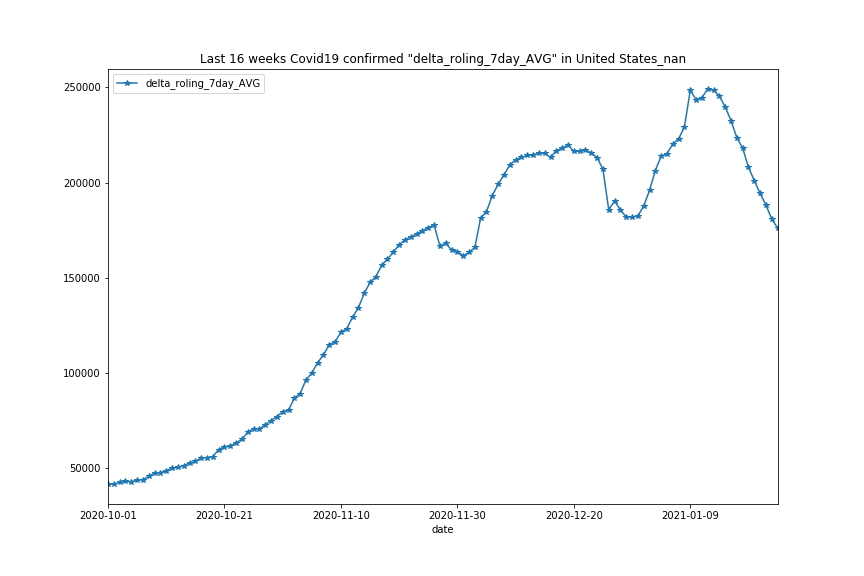 Last 16 weeks Covid19 confirmed "delta_roling_7day_AVG" in United States_nan
delta_roling_7day_AVG
250000
200000
150000
100000
50000
2020-10-01 2020-10-21 2020-11-10 2020-11-30 2020-12-20 2021-01-09
date